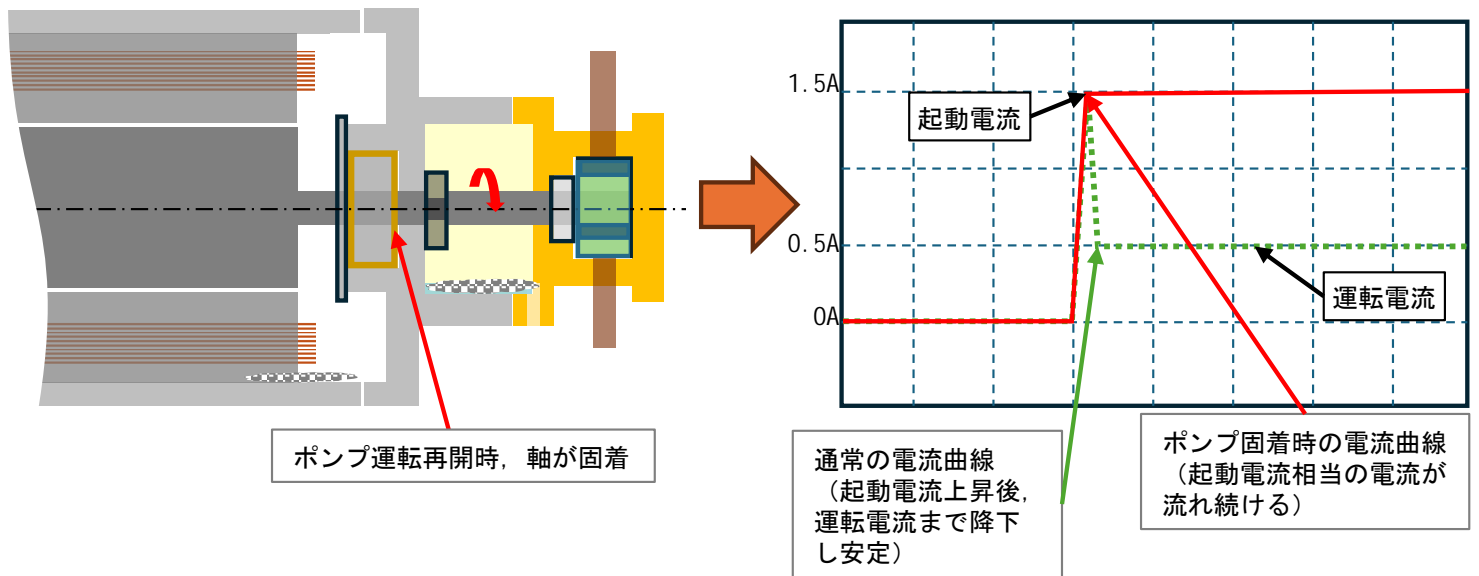 ポンプ運転再開時,軸が固着
1.5A
0.5A
0A
起動電流
運転電流
通常の電流曲線
(起動電流上昇後,
運転電流まで降下
し安定)
ポンプ固着時の電流曲線
(起動電流相当の電流が
流れ続ける)